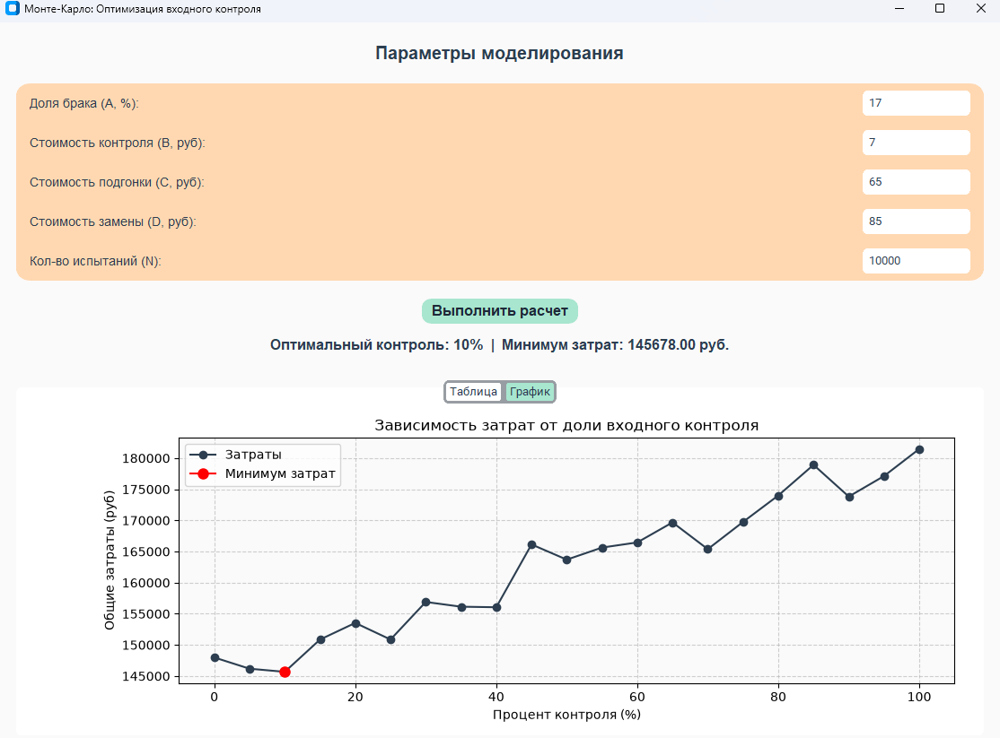 Монте-Карло: Оптимизация входного контроля
Параметры моделирования
Доля брака (A, %): 17
Стоимость контроля (B, руб): 7
Стоимость подгонки (C, руб): 65
Стоимость замены (D, руб): 85
Кол-во испытаний (N): 10000
Выполнить расчет
Оптимальный контроль: 10% | Минимум затрат: 145678.00 руб.
Таблица График
Зависимость затрат от доли входного контроля
Затраты
Минимум затрат
Общие затраты (руб)
180000
175000
170000
165000
160000
155000
150000
145000
0 20 40 60 80 100
Процент контроля (%)